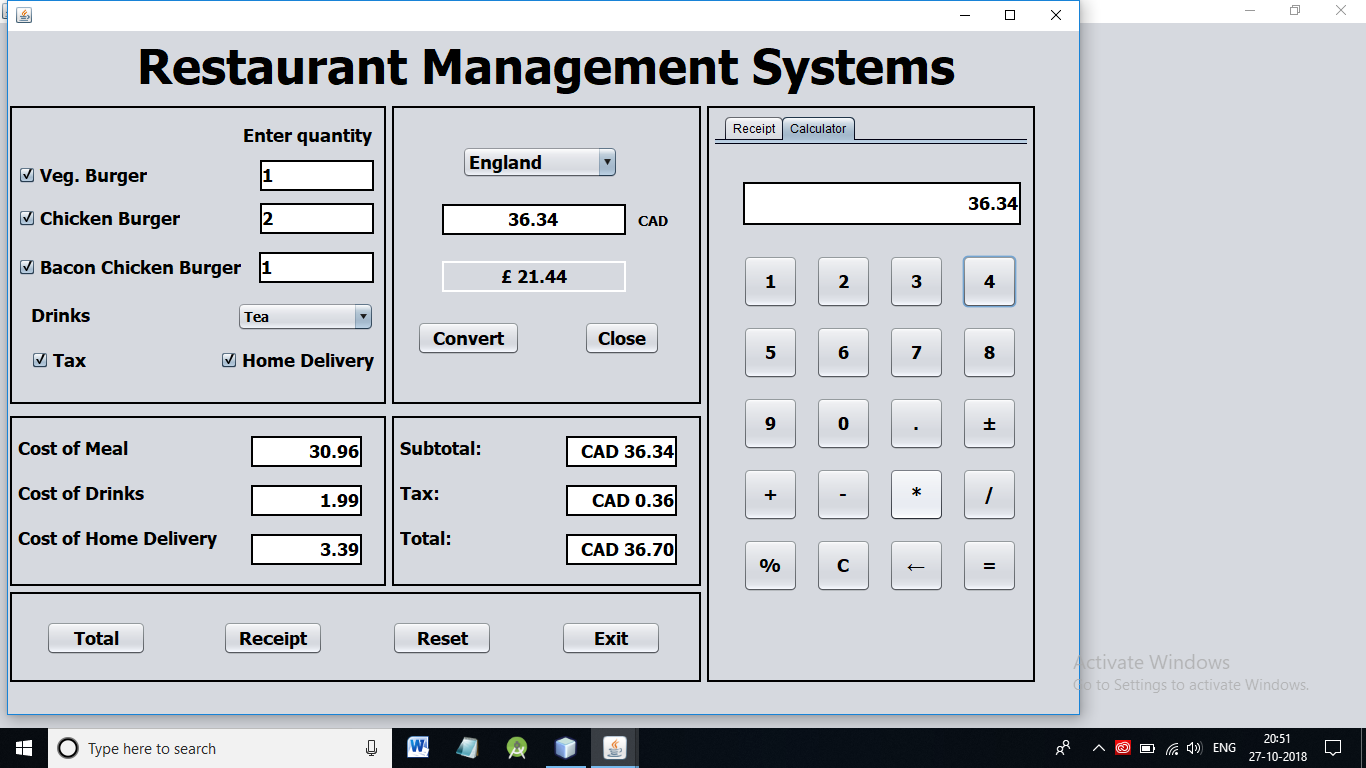 Restaurant Management Systems
Enter quantity
Veg. Burger 1
Chicken Burger 2
Bacon Chicken Burger 1
Drinks Tea
Tax Home Delivery
England
36.34 CAD
£ 21.44
Convert Close
Receipt Calculator
36.34
1 2 3 4
5 6 7 8
9 0 . ±
+ - * /
% C ← =
Cost of Meal 30.96
Cost of Drinks 1.99
Cost of Home Delivery 3.39
Subtotal: CAD 36.34
Tax: CAD 0.36
Total: CAD 36.70
Total Receipt Reset Exit
Activate Windows
Go to Settings to activate Windows.
Type here to search
ENG
20:51
27-10-2018